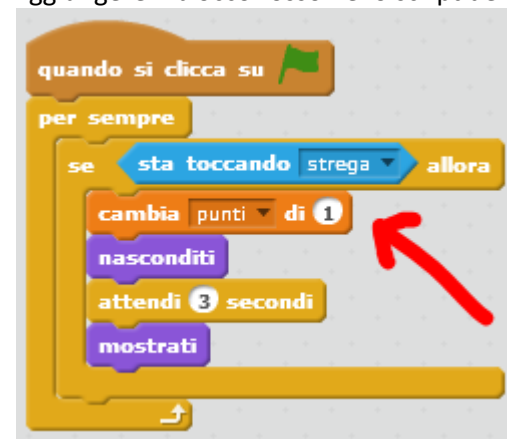 quando si clicca su
per sempre
se sta toccando strega allora
cambia punti di 1
nasconditi
attendi 3 secondi
mostrati